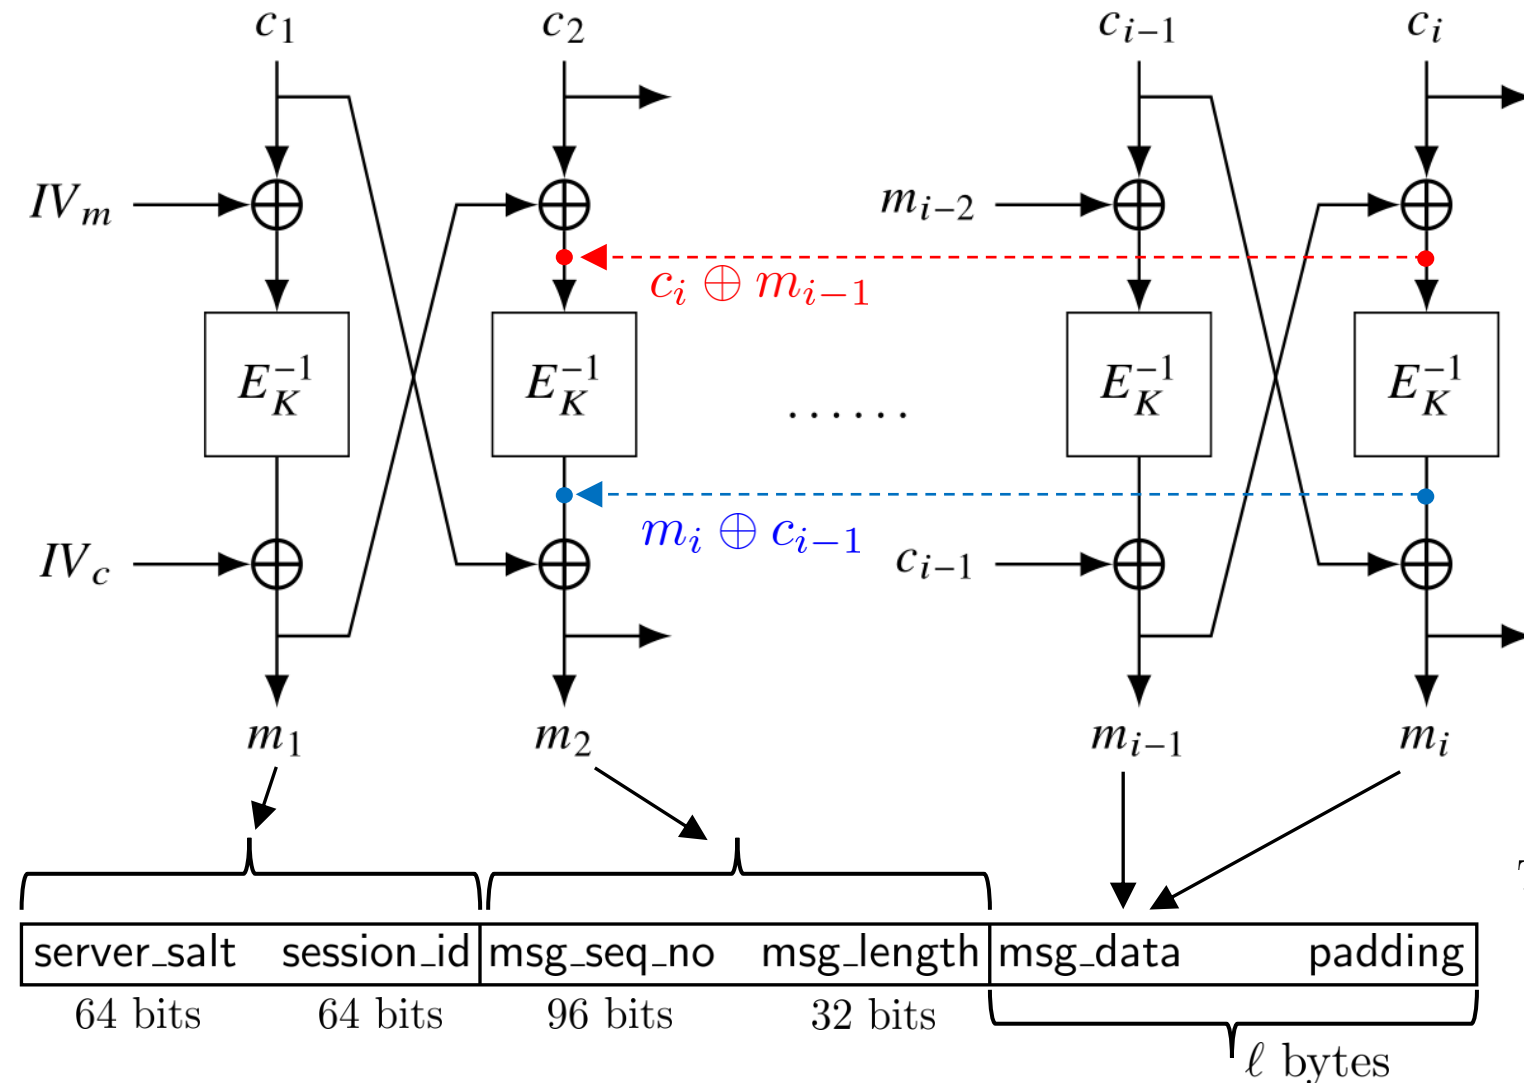 c₁ c₂ cᵢ₋₁ cᵢ
IVₘ mᵢ₋₂
cᵢ ⊕ mᵢ₋₁
E_K⁻¹ E_K⁻¹ E_K⁻¹ E_K⁻¹
......
mᵢ ⊕ cᵢ₋₁
IV_c cᵢ₋₁
m₁ m₂ mᵢ₋₁ mᵢ
server_salt session_id msg_seq_no msg_length msg_data padding
64 bits 64 bits 96 bits 32 bits
ℓ bytes